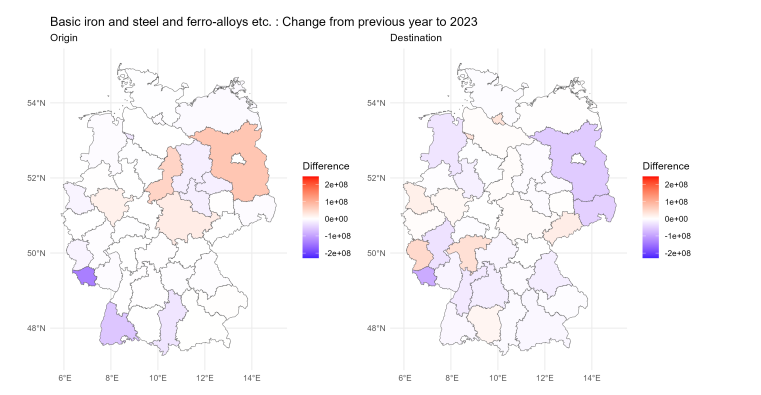 Basic iron and steel and ferro-alloys etc. : Change from previous year to 2023
Origin
Destination
54°N
52°N
50°N
48°N
6°E 8°E 10°E 12°E 14°E
Difference
2e+08
1e+08
0e+00
-1e+08
-2e+08
54°N
52°N
50°N
48°N
6°E 8°E 10°E 12°E 14°E
Difference
2e+08
1e+08
0e+00
-1e+08
-2e+08